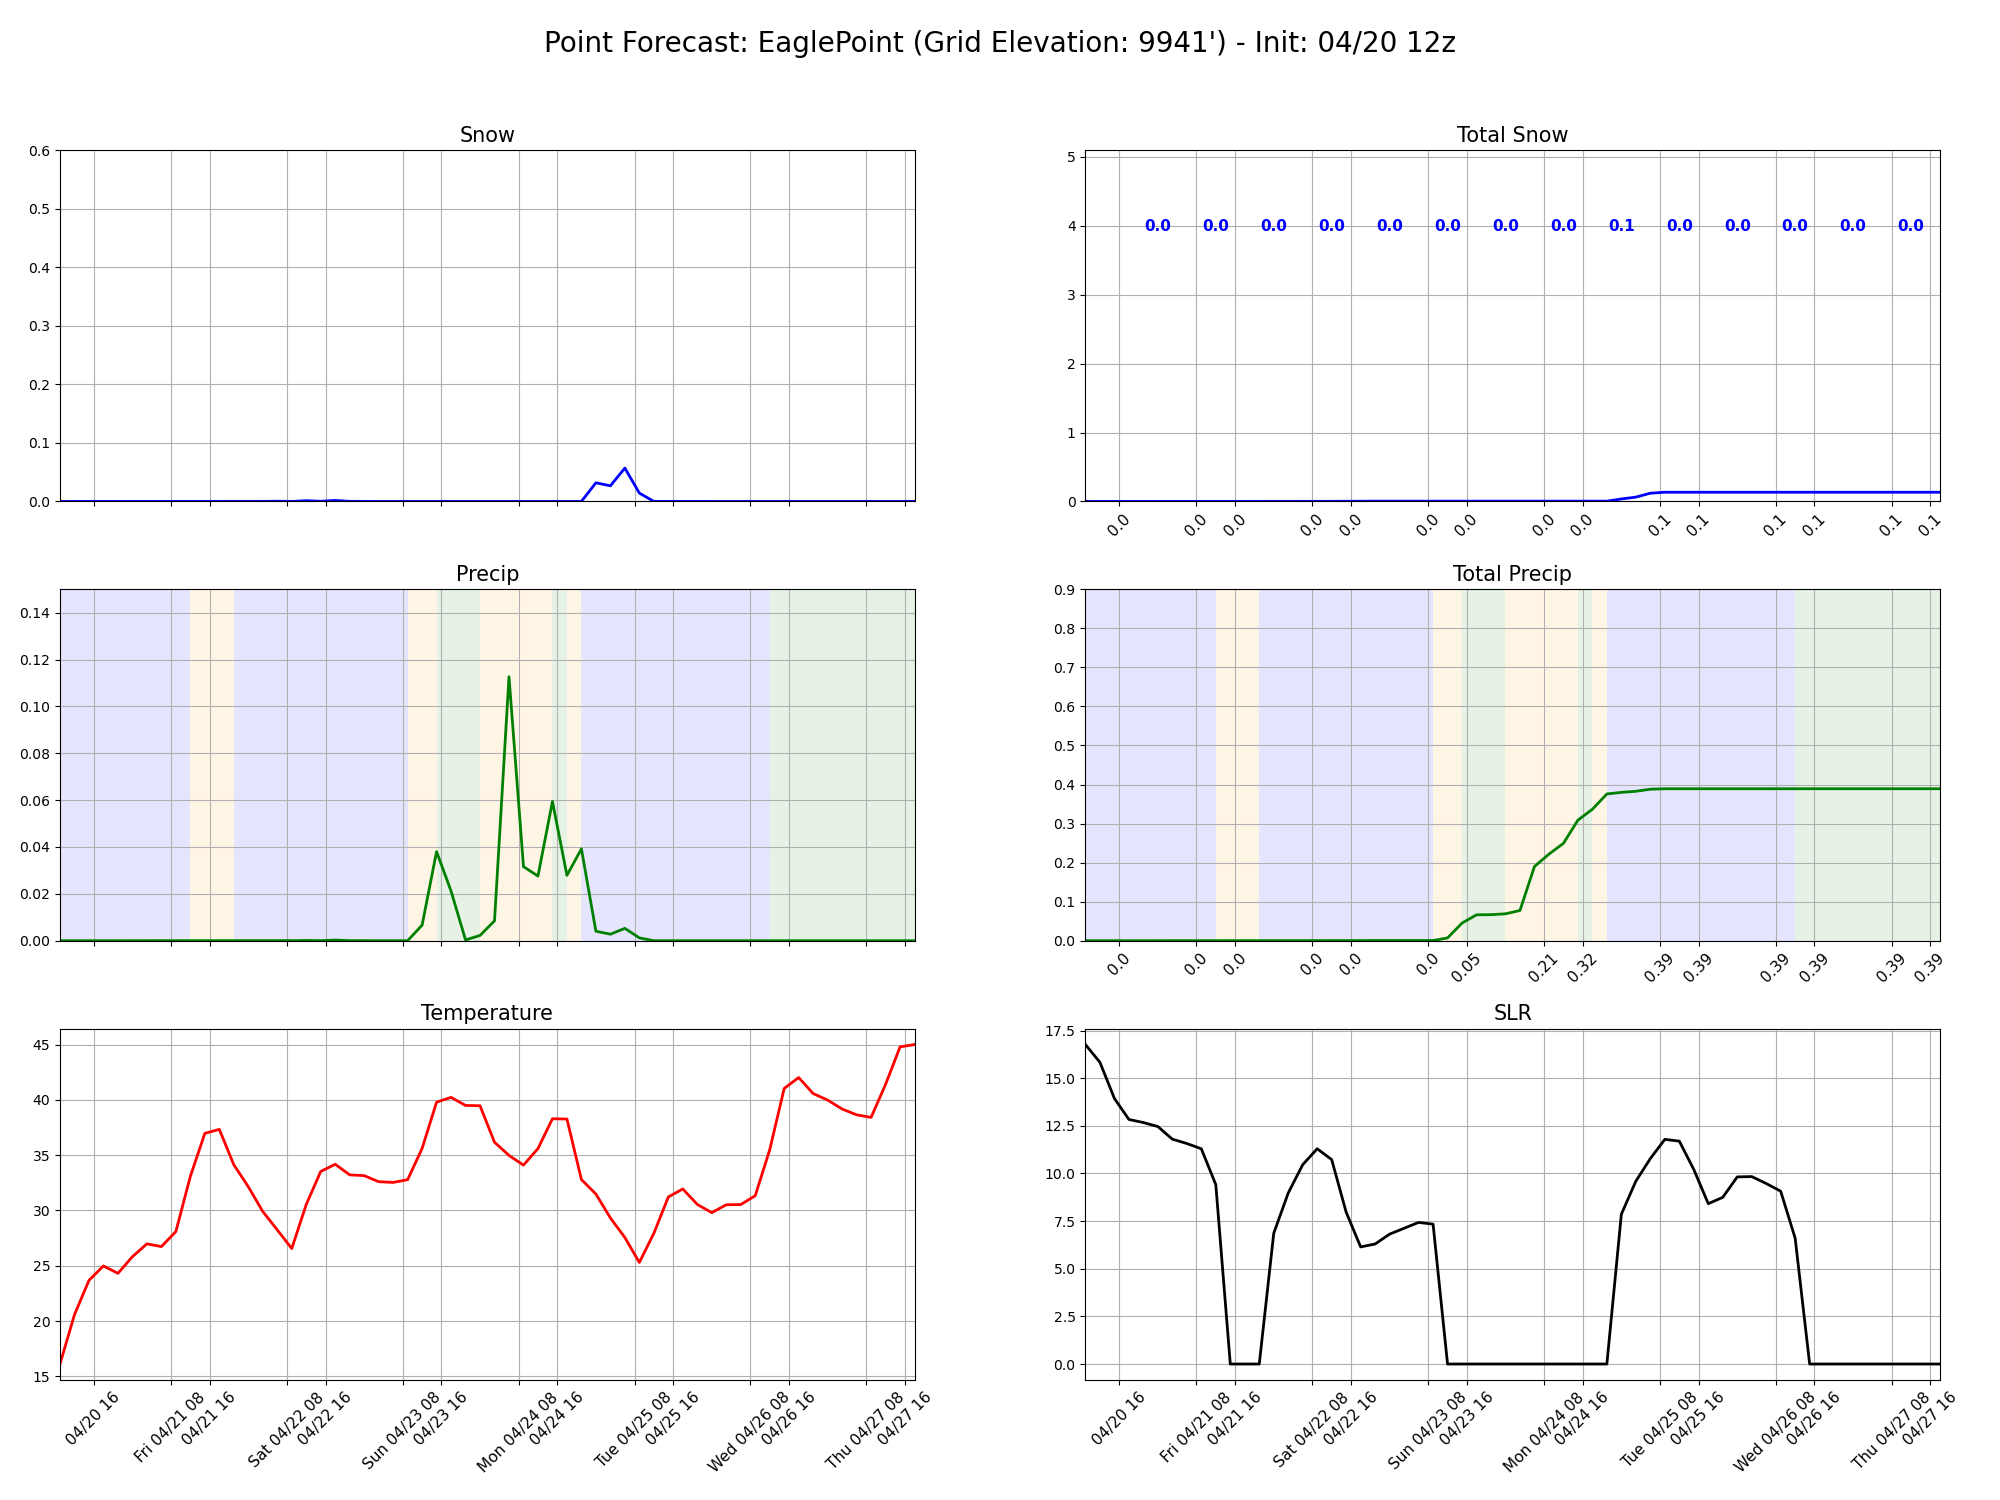 Point Forecast: EaglePoint (Grid Elevation: 9941') - Init: 04/20 12z
Snow
0.6
0.5
0.4
0.3
0.2
0.1
0.0
Total Snow
5
4
3
2
1
0
0.0 0.0 0.0 0.0 0.0 0.0 0.0 0.0 0.1 0.0 0.0 0.0 0.0 0.0
0.0 0.0 0.0 0.0 0.0 0.0 0.0 0.0 0.0 0.1 0.1 0.1 0.1 0.1 0.1
Precip
0.14
0.12
0.10
0.08
0.06
0.04
0.02
0.00
Total Precip
0.9
0.8
0.7
0.6
0.5
0.4
0.3
0.2
0.1
0.0
0.0 0.0 0.0 0.0 0.0 0.0 0.05 0.21 0.32 0.39 0.39 0.39 0.39 0.39 0.39
Temperature
45
40
35
30
25
20
15
04/20 16
Fri 04/21 08
04/21 16
Sat 04/22 08
04/22 16
Sun 04/23 08
04/23 16
Mon 04/24 08
04/24 16
Tue 04/25 08
04/25 16
Wed 04/26 08
04/26 16
Thu 04/27 08
04/27 16
SLR
17.5
15.0
12.5
10.0
7.5
5.0
2.5
0.0
04/20 16
Fri 04/21 08
04/21 16
Sat 04/22 08
04/22 16
Sun 04/23 08
04/23 16
Mon 04/24 08
04/24 16
Tue 04/25 08
04/25 16
Wed 04/26 08
04/26 16
Thu 04/27 08
04/27 16